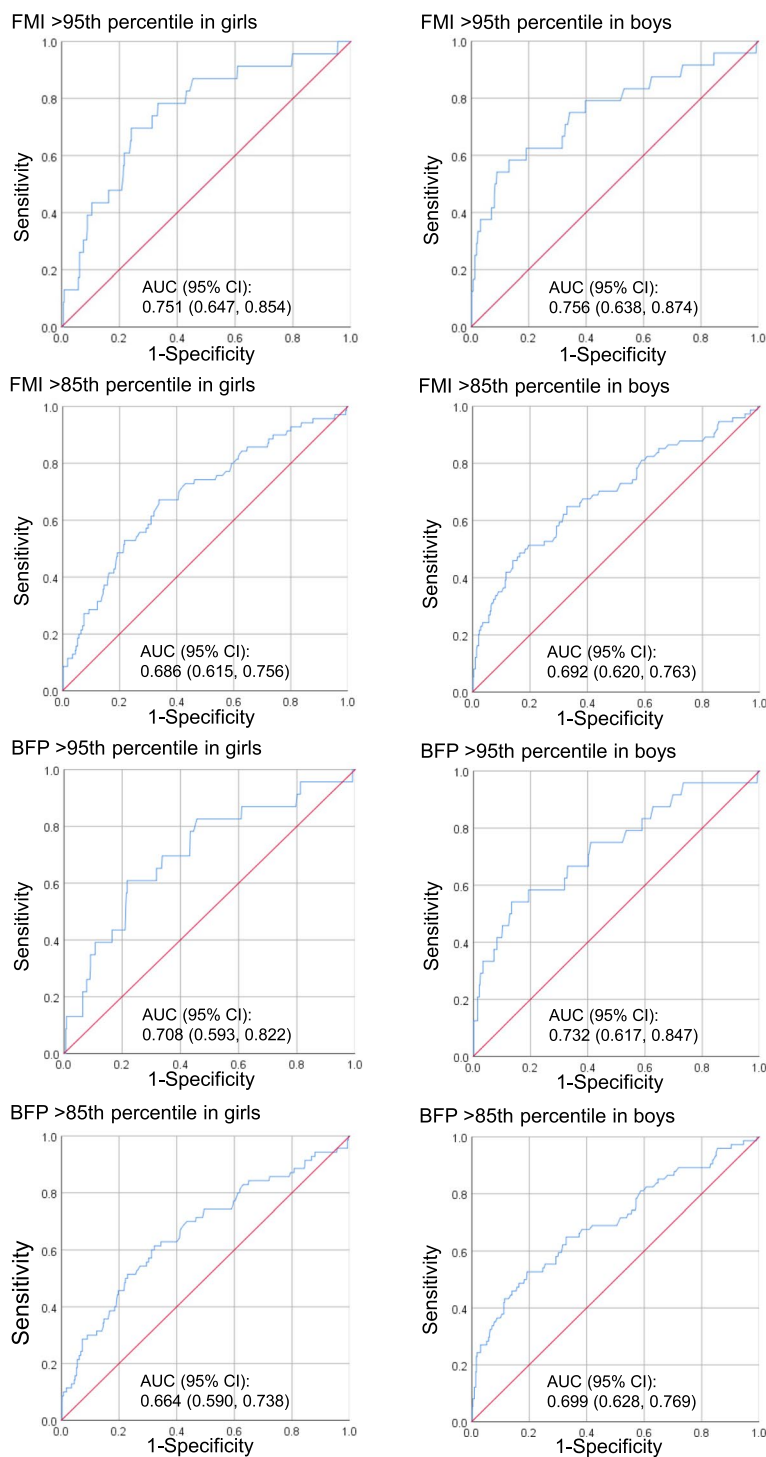 FMI >95th percentile in girls
1.0
0.8
0.6
0.4
0.2
0.0
Sensitivity
AUC (95% CI):
0.751 (0.647, 0.854)
0.0 0.2 0.4 0.6 0.8 1.0
1-Specificity
FMI >95th percentile in boys
1.0
0.8
0.6
0.4
0.2
0.0
Sensitivity
AUC (95% CI):
0.756 (0.638, 0.874)
0.0 0.2 0.4 0.6 0.8 1.0
1-Specificity
FMI >85th percentile in girls
1.0
0.8
0.6
0.4
0.2
0.0
Sensitivity
AUC (95% CI):
0.686 (0.615, 0.756)
0.0 0.2 0.4 0.6 0.8 1.0
1-Specificity
FMI >85th percentile in boys
1.0
0.8
0.6
0.4
0.2
0.0
Sensitivity
AUC (95% CI):
0.692 (0.620, 0.763)
0.0 0.2 0.4 0.6 0.8 1.0
1-Specificity
BFP >95th percentile in girls
1.0
0.8
0.6
0.4
0.2
0.0
Sensitivity
AUC (95% CI):
0.708 (0.593, 0.822)
0.0 0.2 0.4 0.6 0.8 1.0
1-Specificity
BFP >95th percentile in boys
1.0
0.8
0.6
0.4
0.2
0.0
Sensitivity
AUC (95% CI):
0.732 (0.617, 0.847)
0.0 0.2 0.4 0.6 0.8 1.0
1-Specificity
BFP >85th percentile in girls
1.0
0.8
0.6
0.4
0.2
0.0
Sensitivity
AUC (95% CI):
0.664 (0.590, 0.738)
0.0 0.2 0.4 0.6 0.8 1.0
1-Specificity
BFP >85th percentile in boys
1.0
0.8
0.6
0.4
0.2
0.0
Sensitivity
AUC (95% CI):
0.699 (0.628, 0.769)
0.0 0.2 0.4 0.6 0.8 1.0
1-Specificity